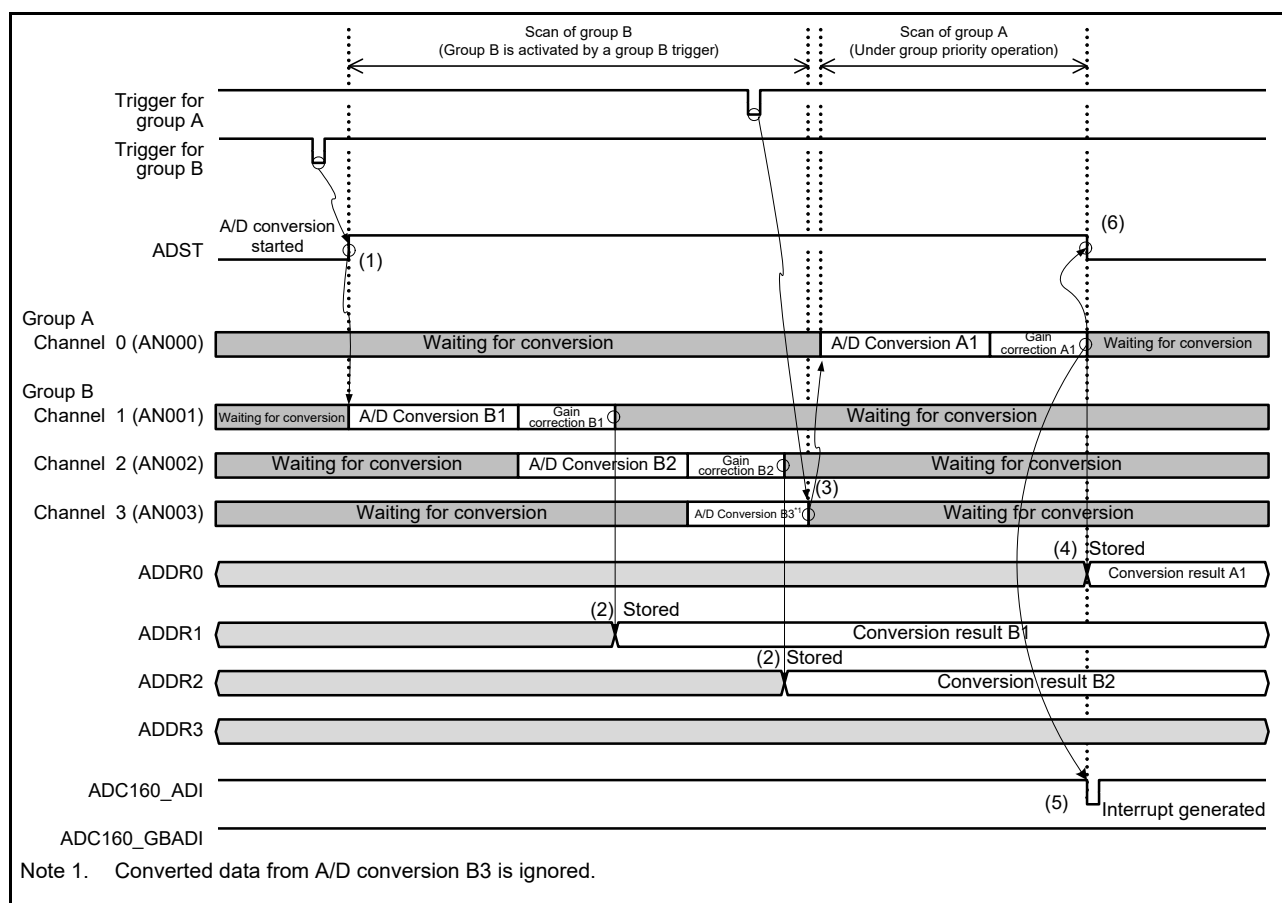 Scan of group B
(Group B is activated by a group B trigger)
Scan of group A
(Under group priority operation)
Trigger for
group A
Trigger for
group B
A/D conversion
started
ADST
(1)
(6)
Group A
Channel 0 (AN000)
Waiting for conversion
A/D Conversion A1
Gain
correction A1
Waiting for conversion
Group B
Channel 1 (AN001)
Waiting for conversion
A/D Conversion B1
Gain
correction B1
Waiting for conversion
Channel 2 (AN002)
Waiting for conversion
A/D Conversion B2
Gain
correction B2
Waiting for conversion
(3)
Channel 3 (AN003)
Waiting for conversion
A/D Conversion B3*1
Waiting for conversion
(4) Stored
ADDR0
Conversion result A1
(2) Stored
ADDR1
Conversion result B1
(2) Stored
ADDR2
Conversion result B2
ADDR3
ADC160_ADI
(5)
Interrupt generated
ADC160_GBADI
Note 1. Converted data from A/D conversion B3 is ignored.